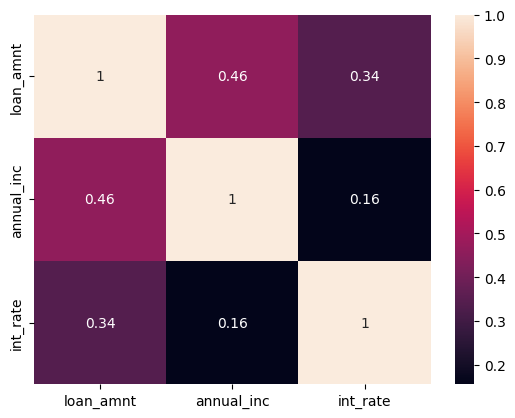 loan_amnt 1 0.46 0.34
annual_inc 0.46 1 0.16
int_rate 0.34 0.16 1
loan_amnt annual_inc int_rate
1.0
0.9
0.8
0.7
0.6
0.5
0.4
0.3
0.2